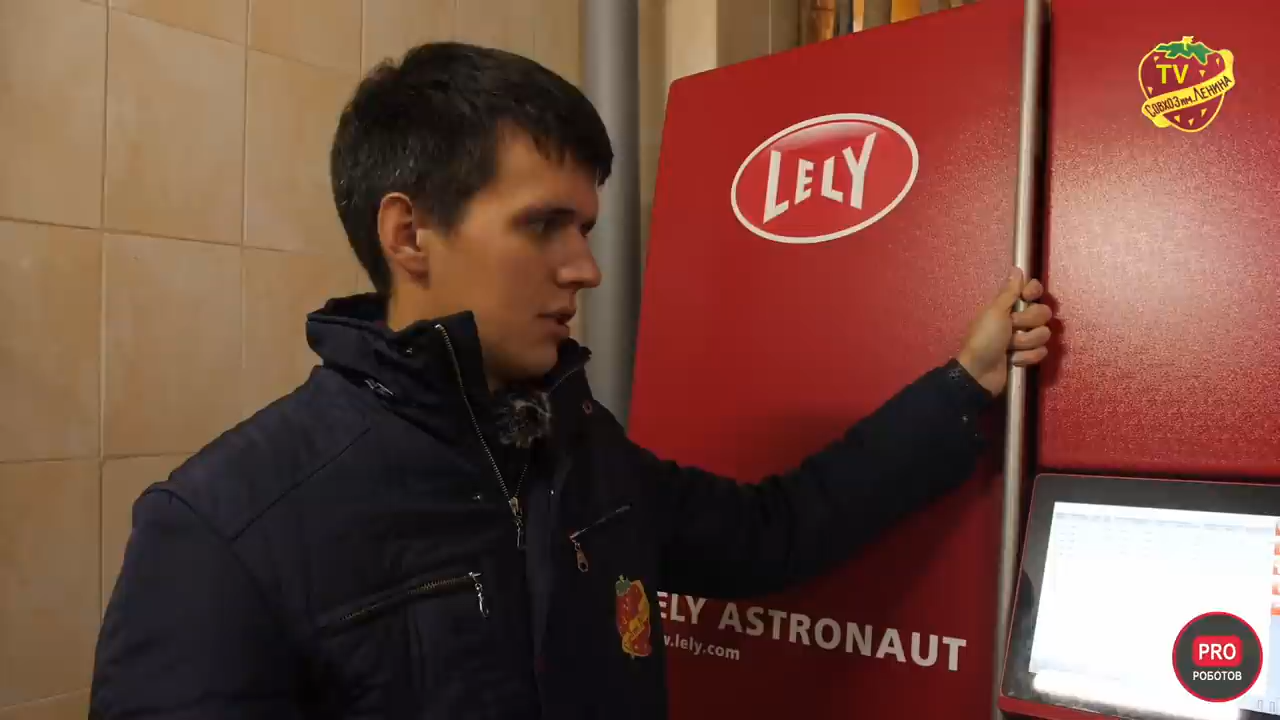 TV
СОВХОЗ им. ЛЕНИНА
LELY
ELY ASTRONAUT
w.lely.com
PRO
РОБОТОВ